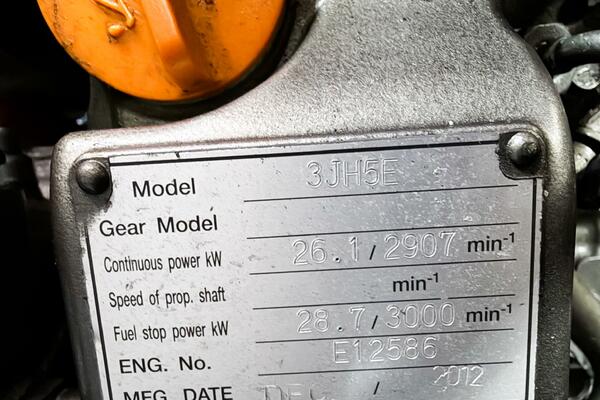 Model 3JH5E
Gear Model
Continuous power kW 26.1 / 2907 min-1
Speed of prop. shaft min-1
Fuel stop power kW 28.7 / 3000 min-1
ENG. No. E12586
MFG. DATE DEC / 2012